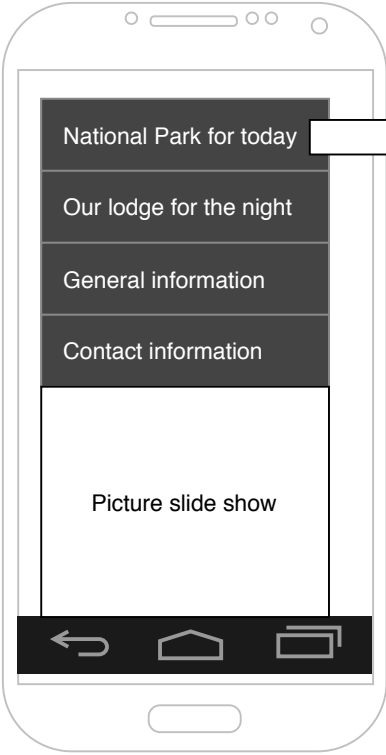 National Park for today
Our lodge for the night
General information
Contact information
Picture slide show